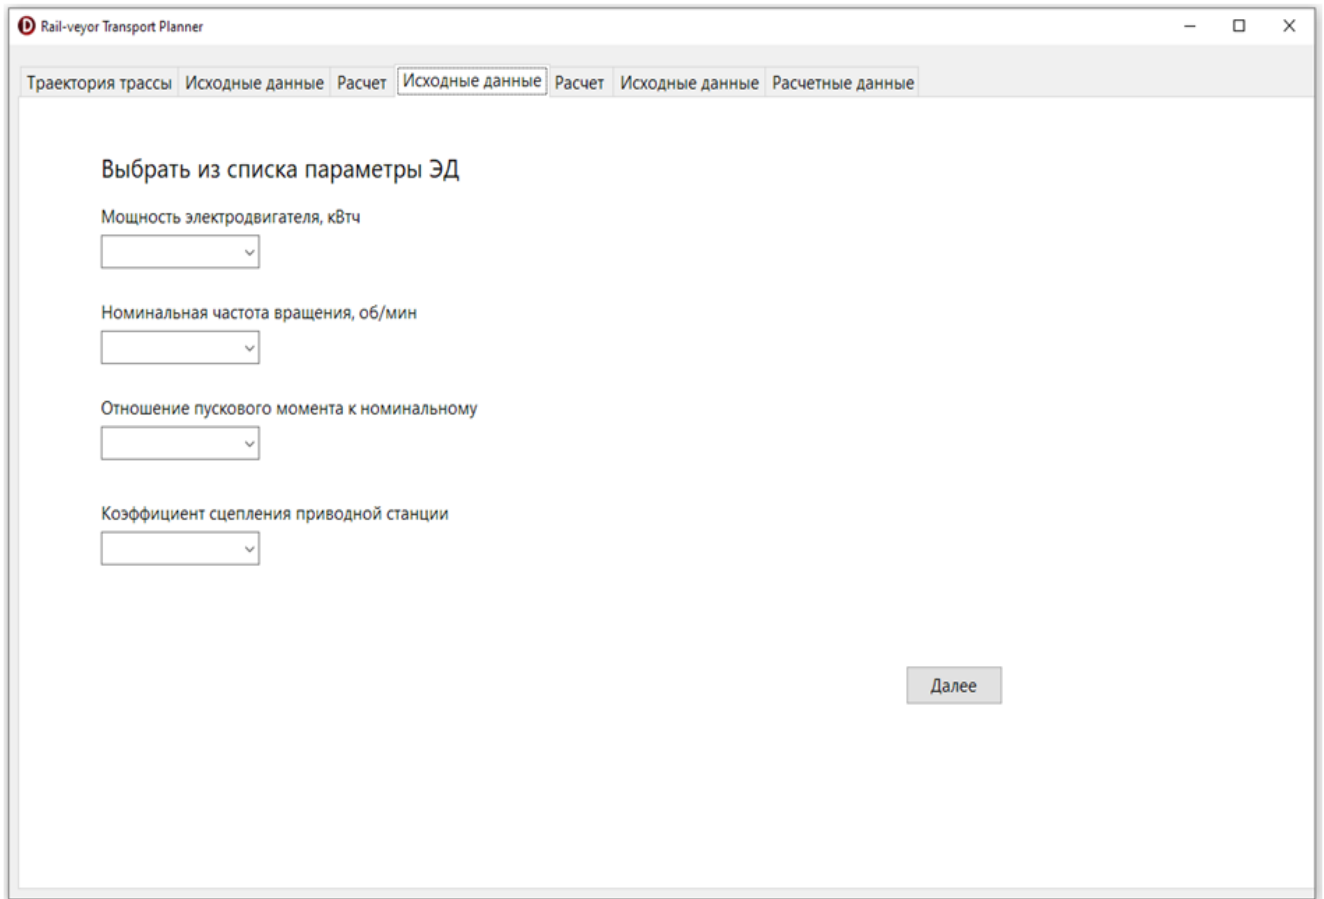 Rail-veyor Transport Planner
Траектория трассы Исходные данные Расчет Исходные данные Расчет Исходные данные Расчетные данные
Выбрать из списка параметры ЭД
Мощность электродвигателя, кВтч
Номинальная частота вращения, об/мин
Отношение пускового момента к номинальному
Коэффициент сцепления приводной станции
Далее